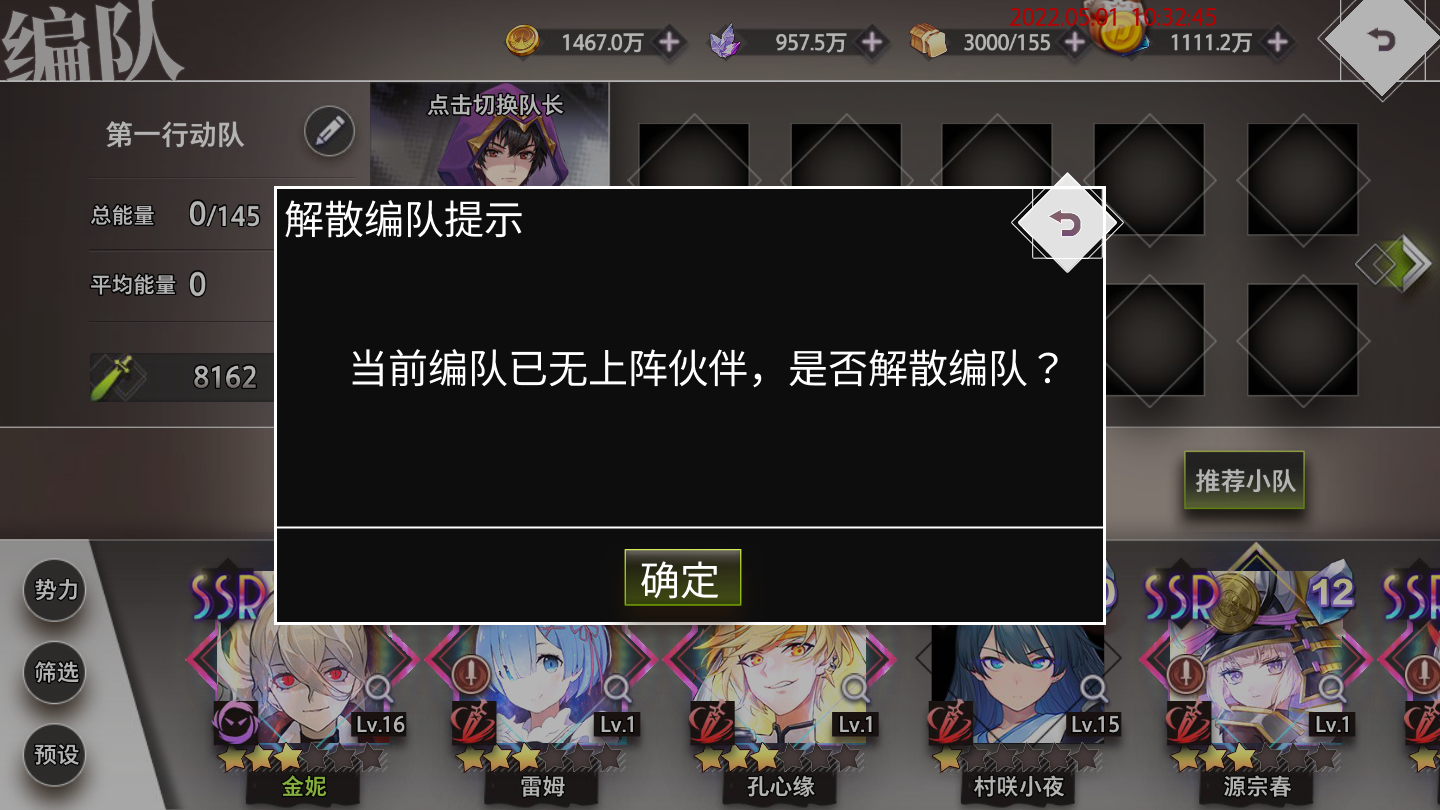 编队
2022.05.01 10:32:45
1467.0万
957.5万
3000/155
1111.2万
第一行动队
点击切换队长
总能量 0/145
平均能量 0
8162
解散编队提示
当前编队已无上阵伙伴，是否解散编队？
确定
推荐小队
势力
筛选
预设
SSR
SSR
12
SSR
Lv.16
Lv.1
Lv.1
Lv.15
Lv.1
金妮
雷姆
孔心缘
村咲小夜
源宗春